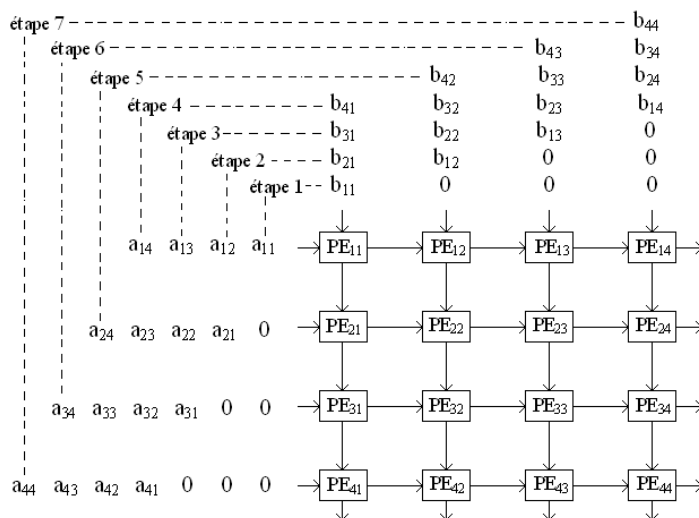 étape 7 b₄₄
étape 6 b₄₃ b₃₄
étape 5 b₄₂ b₃₃ b₂₄
étape 4 b₄₁ b₃₂ b₂₃ b₁₄
étape 3 b₃₁ b₂₂ b₁₃ 0
étape 2 b₂₁ b₁₂ 0 0
étape 1 b₁₁ 0 0 0
a₁₄ a₁₃ a₁₂ a₁₁ PE₁₁ PE₁₂ PE₁₃ PE₁₄
a₂₄ a₂₃ a₂₂ a₂₁ 0 PE₂₁ PE₂₂ PE₂₃ PE₂₄
a₃₄ a₃₃ a₃₂ a₃₁ 0 0 PE₃₁ PE₃₂ PE₃₃ PE₃₄
a₄₄ a₄₃ a₄₂ a₄₁ 0 0 0 PE₄₁ PE₄₂ PE₄₃ PE₄₄